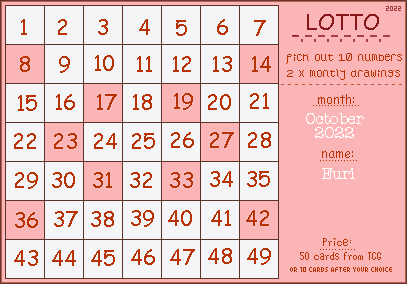 1 2 3 4 5 6 7
8 9 10 11 12 13 14
15 16 17 18 19 20 21
22 23 24 25 26 27 28
29 30 31 32 33 34 35
36 37 38 39 40 41 42
43 44 45 46 47 48 49
2022
LOTTO
pick out 10 numbers
2 x montly drawings
month:
October
2022
name:
Euri
Price:
50 cards from TCG
OR 10 CARDS AFTER YOUR CHOICE